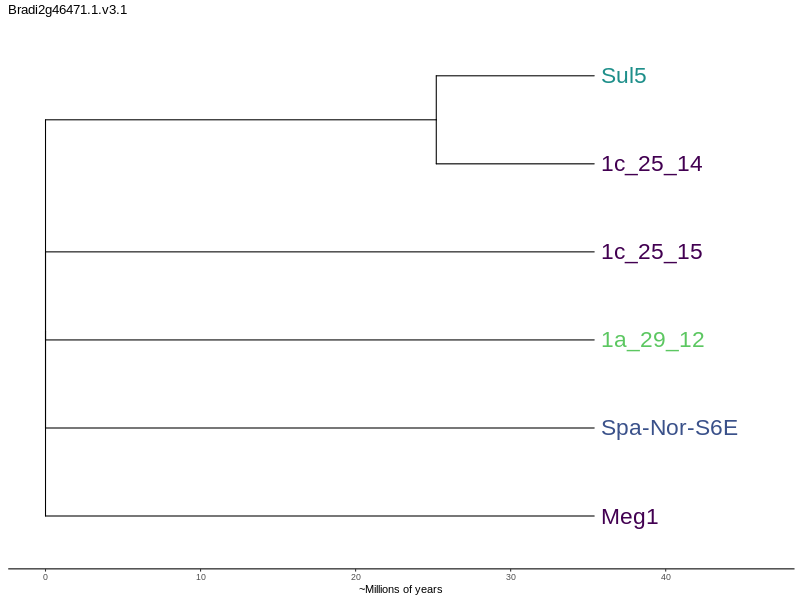 Bradi2g46471.1.v3.1
Sul5
1c_25_14
1c_25_15
1a_29_12
Spa-Nor-S6E
Meg1
0 10 20 30 40
~Millions of years